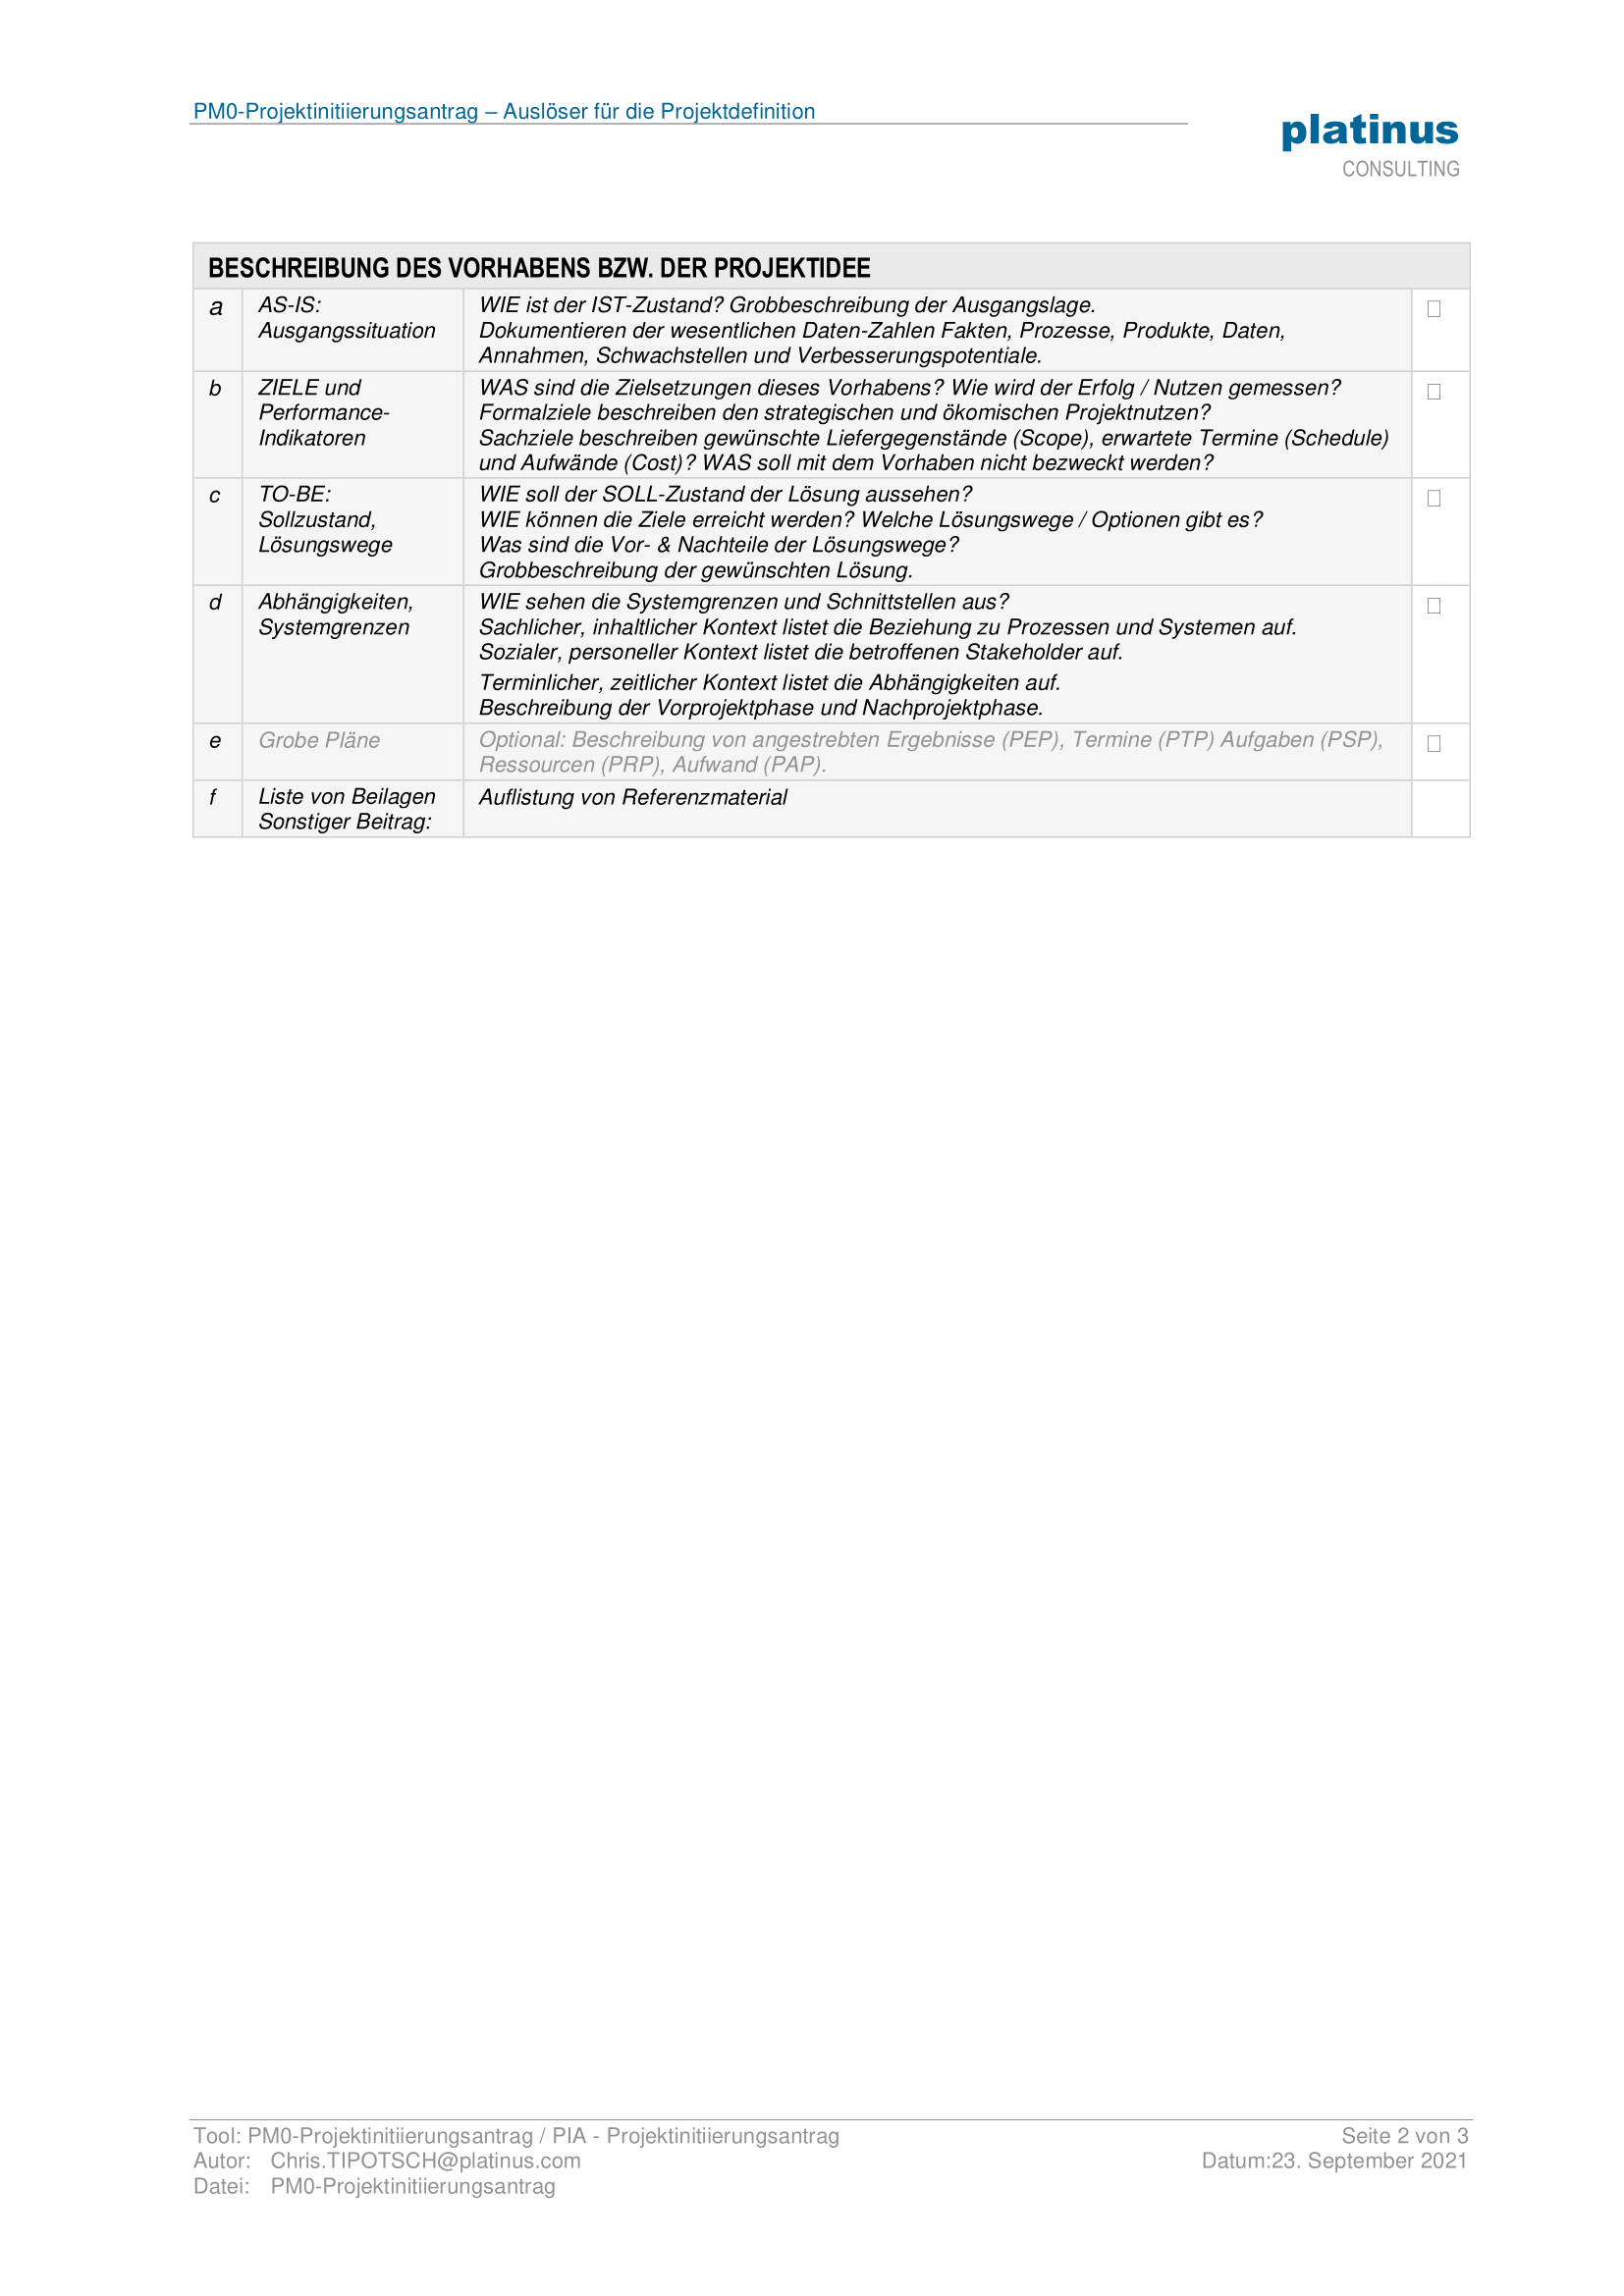 PM0-Projektinitiierungsantrag – Auslöser für die Projektdefinition
platinus
CONSULTING
BESCHREIBUNG DES VORHABENS BZW. DER PROJEKTIDEE
a
AS-IS:
Ausgangssituation
WIE ist der IST-Zustand? Grobbeschreibung der Ausgangslage.
Dokumentieren der wesentlichen Daten-Zahlen Fakten, Prozesse, Produkte, Daten,
Annahmen, Schwachstellen und Verbesserungspotentiale.
b
ZIELE und
Performance-
Indikatoren
WAS sind die Zielsetzungen dieses Vorhabens? Wie wird der Erfolg / Nutzen gemessen?
Formalziele beschreiben den strategischen und ökomischen Projektnutzen?
Sachziele beschreiben gewünschte Liefergegenstände (Scope), erwartete Termine (Schedule)
und Aufwände (Cost)? WAS soll mit dem Vorhaben nicht bezweckt werden?
c
TO-BE:
Sollzustand,
Lösungswege
WIE soll der SOLL-Zustand der Lösung aussehen?
WIE können die Ziele erreicht werden? Welche Lösungswege / Optionen gibt es?
Was sind die Vor- & Nachteile der Lösungswege?
Grobbeschreibung der gewünschten Lösung.
d
Abhängigkeiten,
Systemgrenzen
WIE sehen die Systemgrenzen und Schnittstellen aus?
Sachlicher, inhaltlicher Kontext listet die Beziehung zu Prozessen und Systemen auf.
Sozialer, personeller Kontext listet die betroffenen Stakeholder auf.
Terminlicher, zeitlicher Kontext listet die Abhängigkeiten auf.
Beschreibung der Vorprojektphase und Nachprojektphase.
e
Grobe Pläne
Optional: Beschreibung von angestrebten Ergebnisse (PEP), Termine (PTP) Aufgaben (PSP),
Ressourcen (PRP), Aufwand (PAP).
f
Liste von Beilagen
Sonstiger Beitrag:
Auflistung von Referenzmaterial
Tool: PM0-Projektinitiierungsantrag / PIA - Projektinitiierungsantrag
Seite 2 von 3
Autor: Chris.TIPOTSCH@platinus.com
Datum:23. September 2021
Datei: PM0-Projektinitiierungsantrag